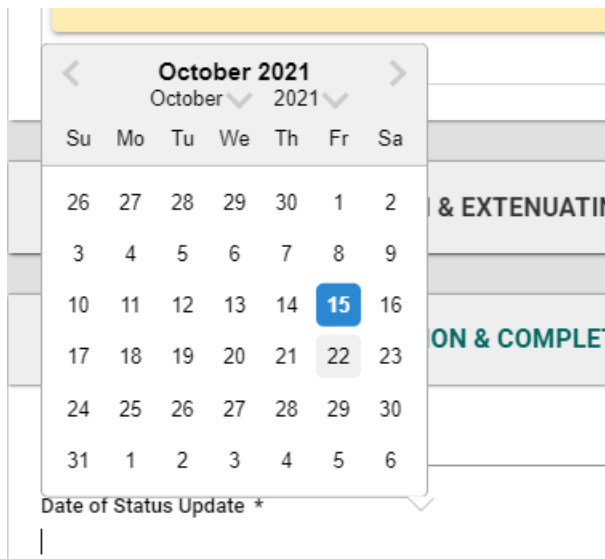 October 2021
October 2021
Su Mo Tu We Th Fr Sa
26 27 28 29 30 1 2
& EXTENUATI
3 4 5 6 7 8 9
10 11 12 13 14 15 16
ON & COMPLET
17 18 19 20 21 22 23
24 25 26 27 28 29 30
31 1 2 3 4 5 6
Date of Status Update *